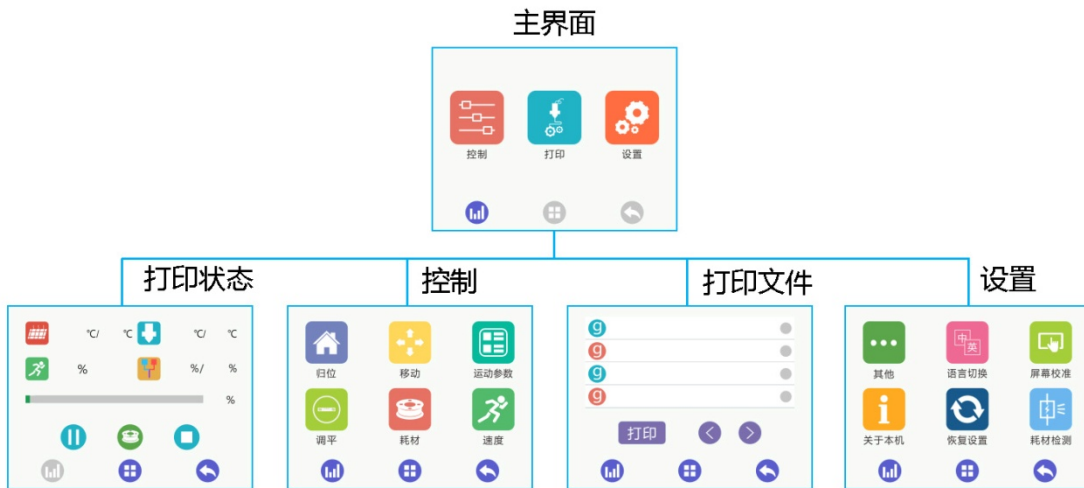 主界面
控制 打印 设置
打印状态 控制 打印文件 设置
℃/ ℃ ℃/ ℃
% %/ %
%
归位 移动 运动参数
调平 耗材 速度
g
g
g
g
打印
其他 语言切换 屏幕校准
中 英
关于本机 恢复设置 耗材检测